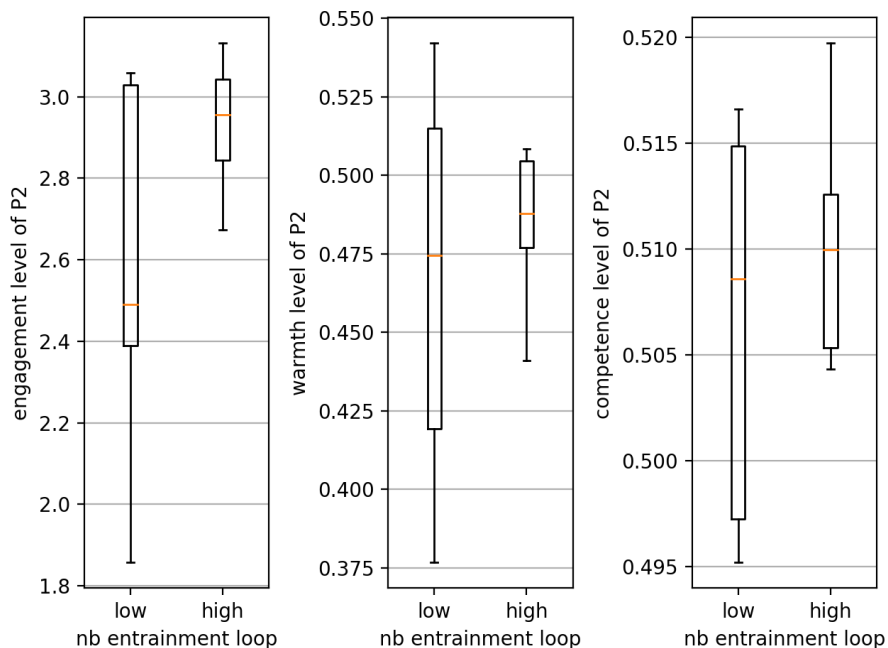 engagement level of P2
3.0
2.8
2.6
2.4
2.2
2.0
1.8
low high
nb entrainment loop
warmth level of P2
0.550
0.525
0.500
0.475
0.450
0.425
0.400
0.375
low high
nb entrainment loop
competence level of P2
0.520
0.515
0.510
0.505
0.500
0.495
low high
nb entrainment loop